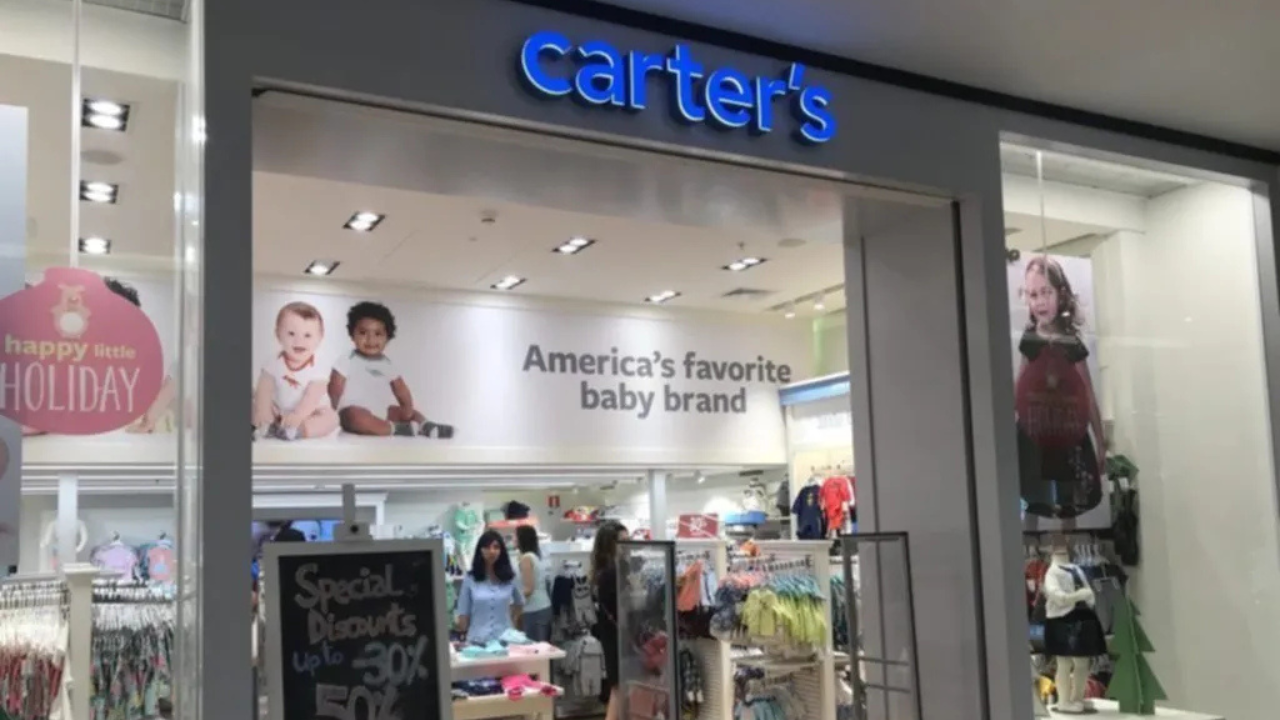 carter's
happy little
HOLIDAY
America's favorite
baby brand
Special
Discounts
up to -30%
50%